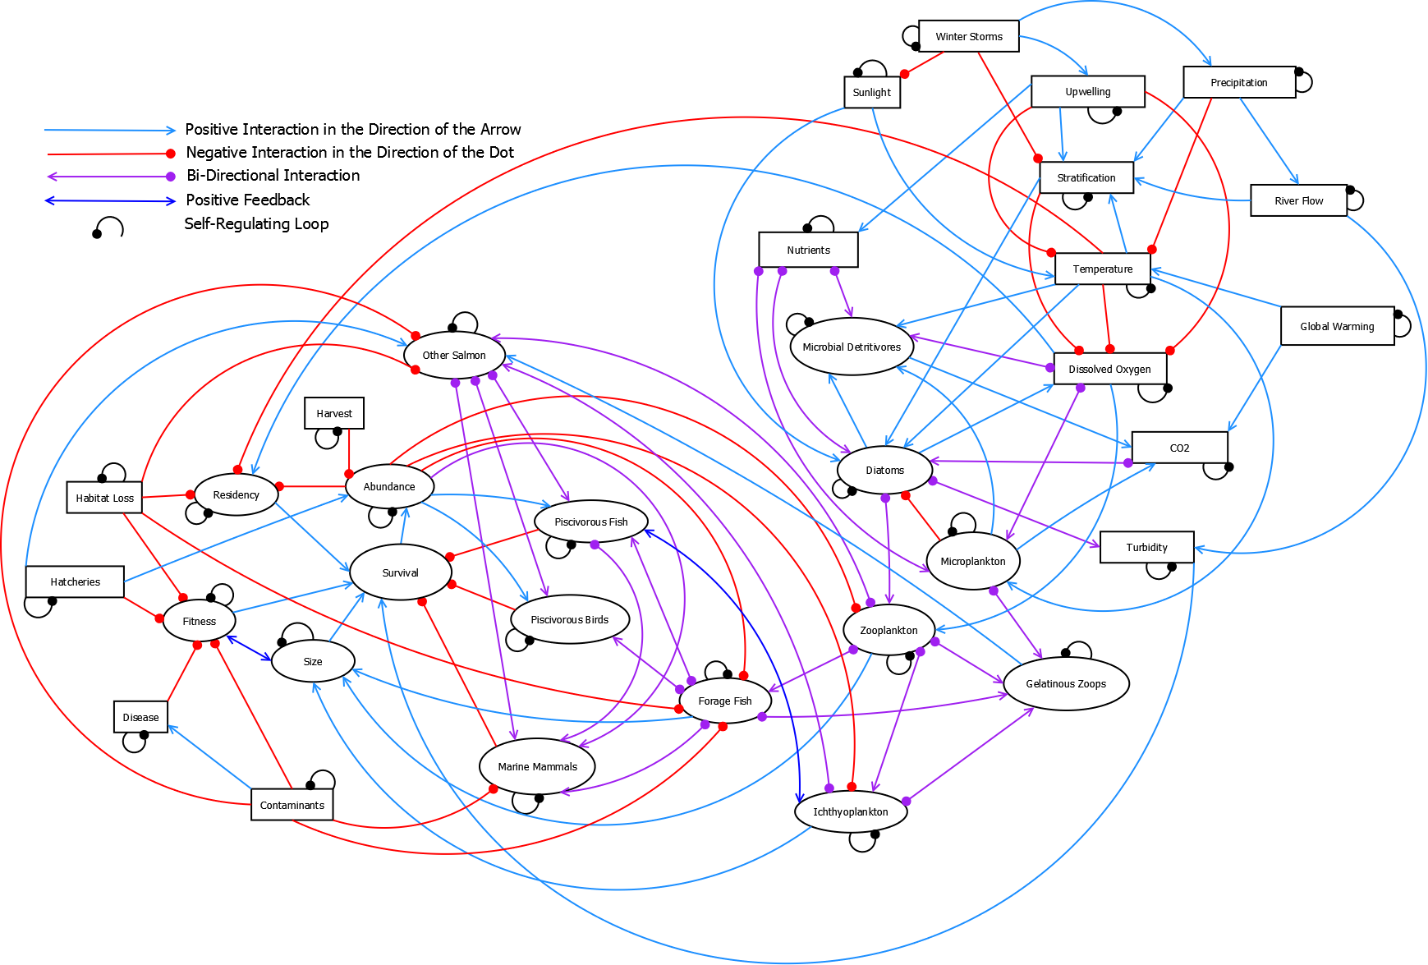 Winter Storms
Precipitation
Sunlight
Upwelling
Positive Interaction in the Direction of the Arrow
Negative Interaction in the Direction of the Dot
Bi-Directional Interaction
Positive Feedback
Self-Regulating Loop
Stratification
River Flow
Nutrients
Temperature
Global Warming
Microbial Detritivores
Other Salmon
Dissolved Oxygen
Harvest
CO2
Diatoms
Habitat Loss
Residency
Abundance
Piscivorous Fish
Turbidity
Microplankton
Survival
Hatcheries
Fitness
Piscivorous Birds
Zooplankton
Size
Gelatinous Zoops
Forage Fish
Disease
Marine Mammals
Contaminants
Ichthyoplankton